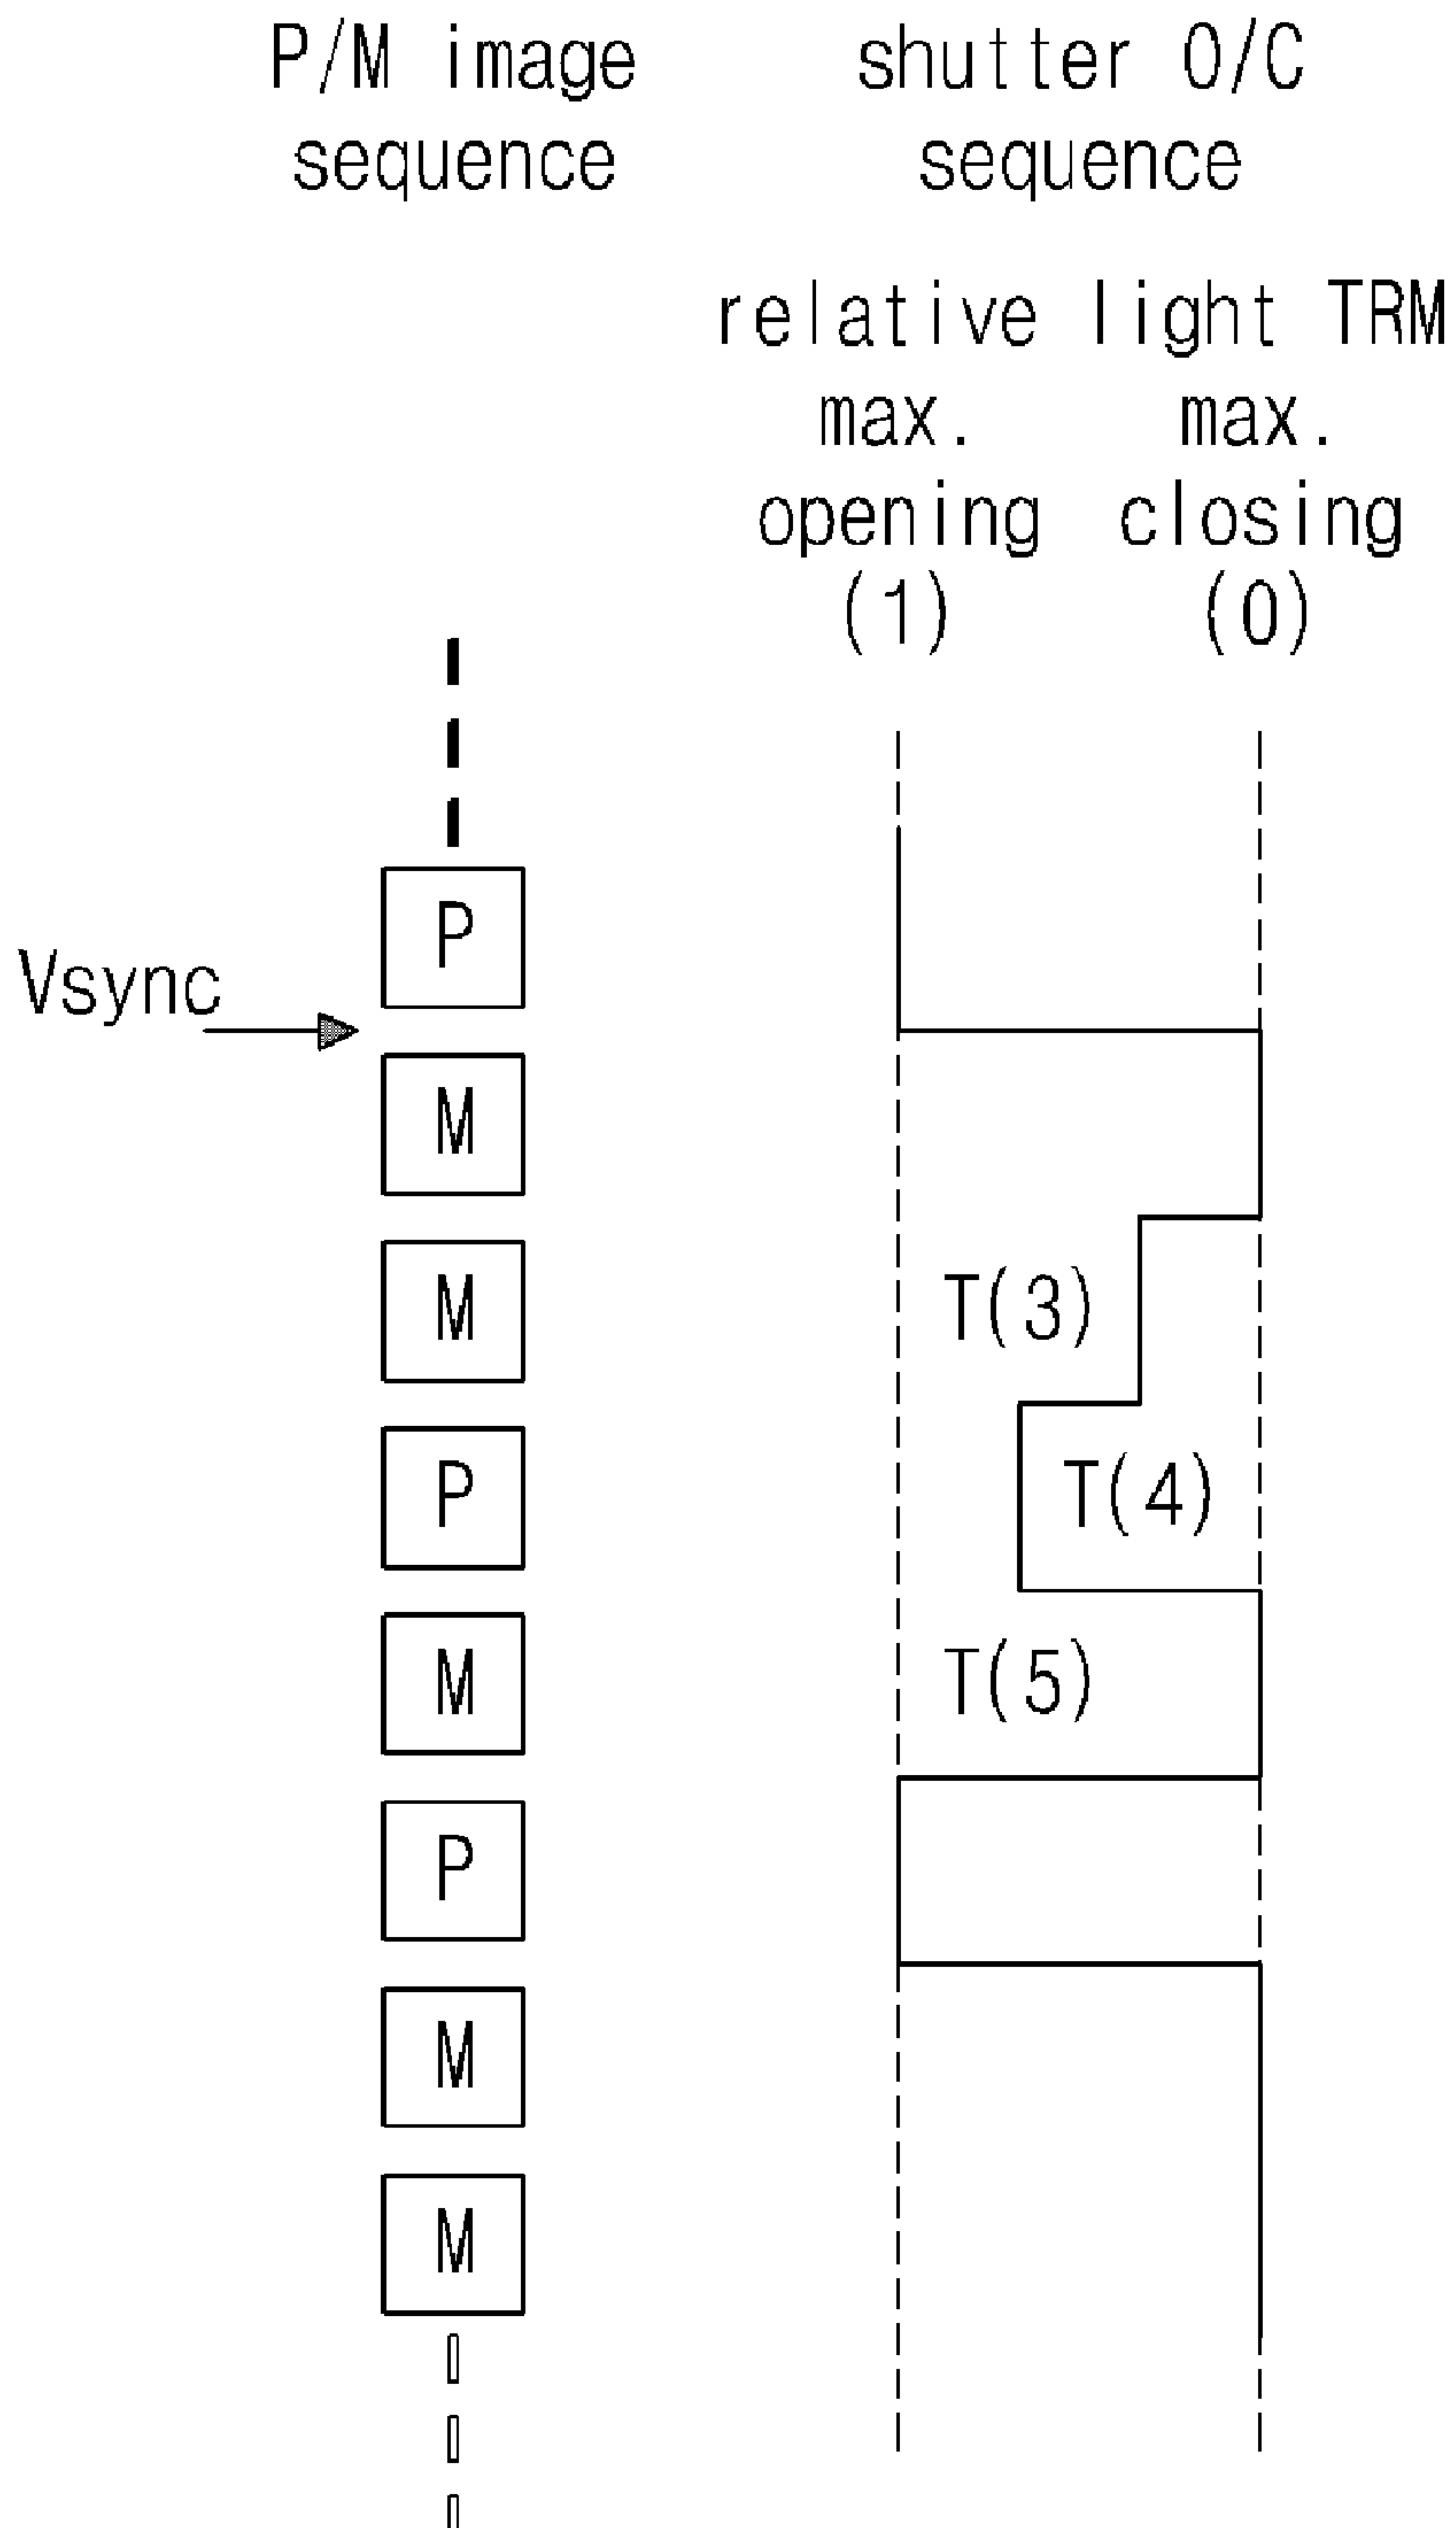 P/M image
sequence
shutter O/C
sequence
relative light TRM
max.
opening
(1)
max.
closing
(0)
P
Vsync
M
M
T(3)
P
T(4)
M
T(5)
P
M
M